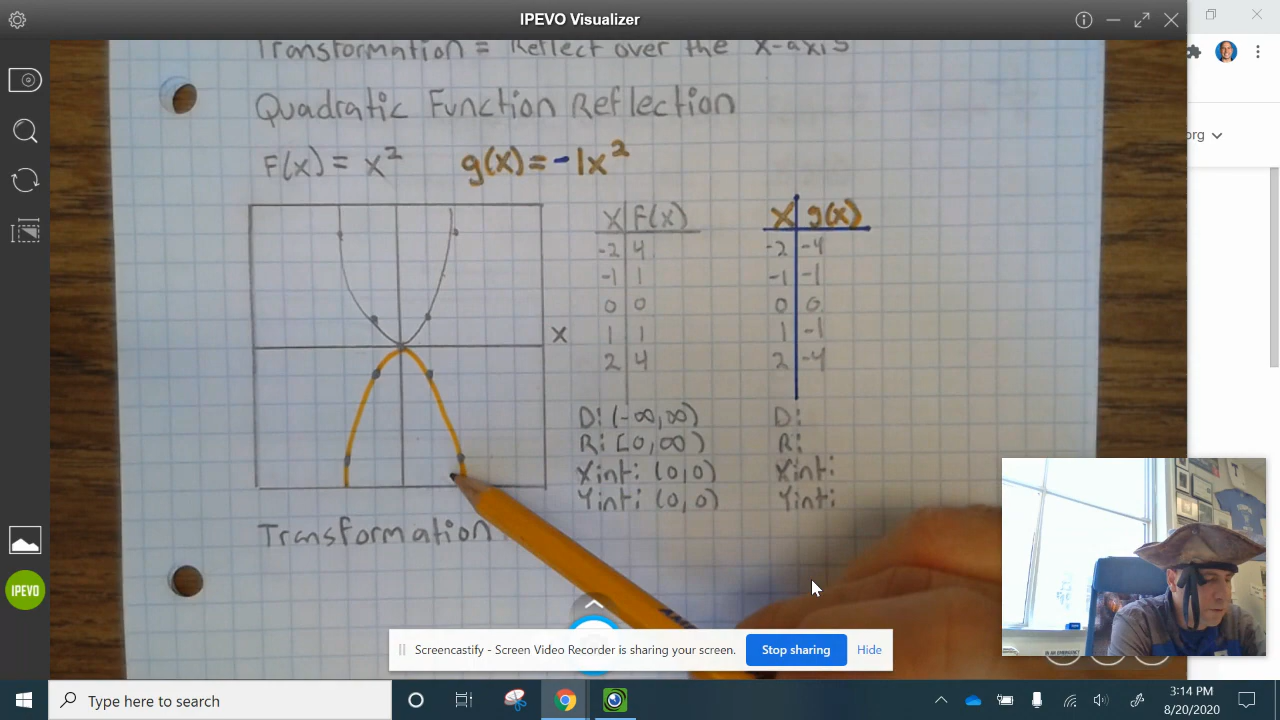 IPEVO Visualizer
Transformation = Reflect over the x-axis
Quadratic Function Reflection
F(x) = x² g(x) = -1x²
X F(x)
-2 4
-1 1
0 0
1 1
2 4
X g(x)
-2 -4
-1 -1
0 0
1 -1
2 -4
X
D: (-∞,∞)
R: [0,∞)
Xint: (0,0)
Yint: (0,0)
D:
R:
Xint:
Yint:
Transformation
IPEVO
org
Screencastify - Screen Video Recorder is sharing your screen. Stop sharing Hide
Type here to search
3:14 PM
8/20/2020